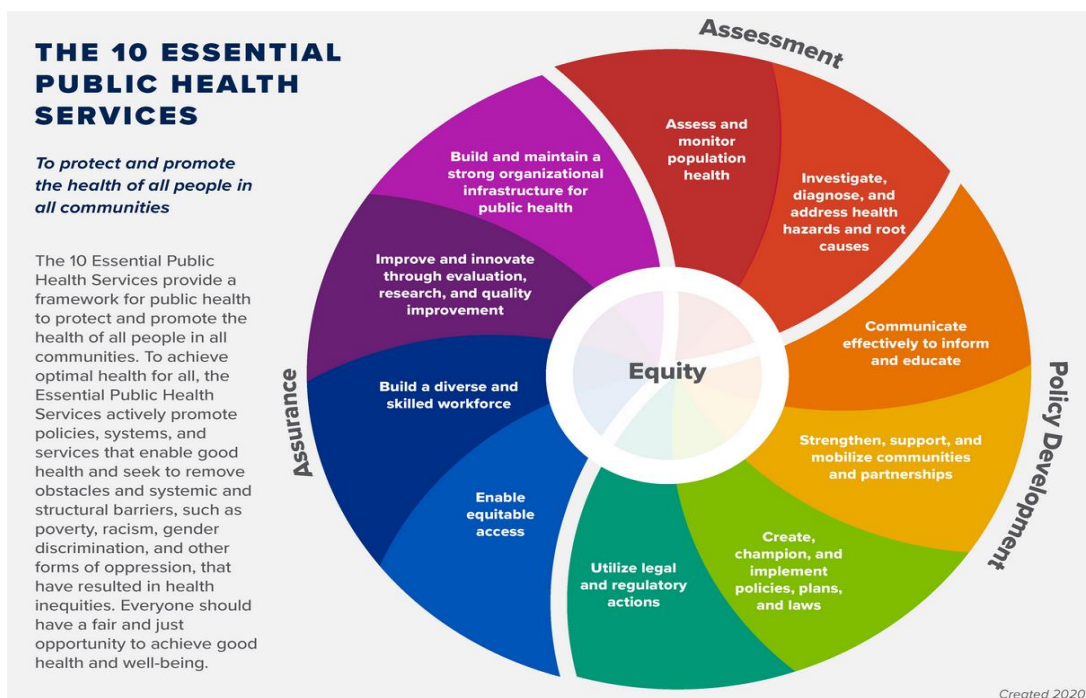 THE 10 ESSENTIAL
PUBLIC HEALTH
SERVICES
To protect and promote
the health of all people in
all communities
The 10 Essential Public
Health Services provide a
framework for public health
to protect and promote the
health of all people in all
communities. To achieve
optimal health for all, the
Essential Public Health
Services actively promote
policies, systems, and
services that enable good
health and seek to remove
obstacles and systemic and
structural barriers, such as
poverty, racism, gender
discrimination, and other
forms of oppression, that
have resulted in health
inequities. Everyone should
have a fair and just
opportunity to achieve good
health and well-being.
Assessment
Assess and
monitor
population
health
Investigate,
diagnose, and
address health
hazards and root
causes
Policy Development
Communicate
effectively to inform
and educate
Strengthen, support, and
mobilize communities
and partnerships
Create,
champion, and
implement
policies, plans,
and laws
Utilize legal
and regulatory
actions
Assurance
Enable
equitable
access
Build a diverse and
skilled workforce
Improve and innovate
through evaluation,
research, and quality
improvement
Build and maintain a
strong organizational
infrastructure for
public health
Equity
Created 2020